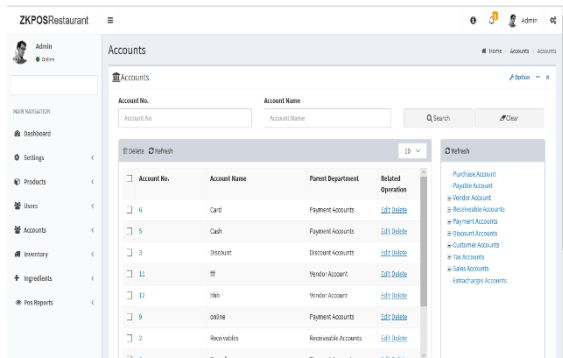 ZKPOSRestaurant
Admin
Admin
Online
MAIN NAVIGATION
Dashboard
Settings
Products
Users
Accounts
Inventory
Ingredients
Pos Reports
Accounts
Home > Accounts > Accounts
Accounts
Option
Account No.
Account Name
Account No
Account Name
Search
Clear
Delete Refresh
10
Account No. Account Name Parent Department Related Operation
6 Card Payment Accounts Edit Delete
5 Cash Payment Accounts Edit Delete
3 Discount Discount Accounts Edit Delete
11 fff Vendor Account Edit Delete
12 hhh Vendor Account Edit Delete
9 online Payment Accounts Edit Delete
2 Receivables Receivable Accounts Edit Delete
Refresh
Purchase Account
Payable Account
Vendor Account
Receiveable Accounts
Payment Accounts
Discount Accounts
Customer Accounts
Tax Accounts
Sales Accounts
Extracharges Accounts